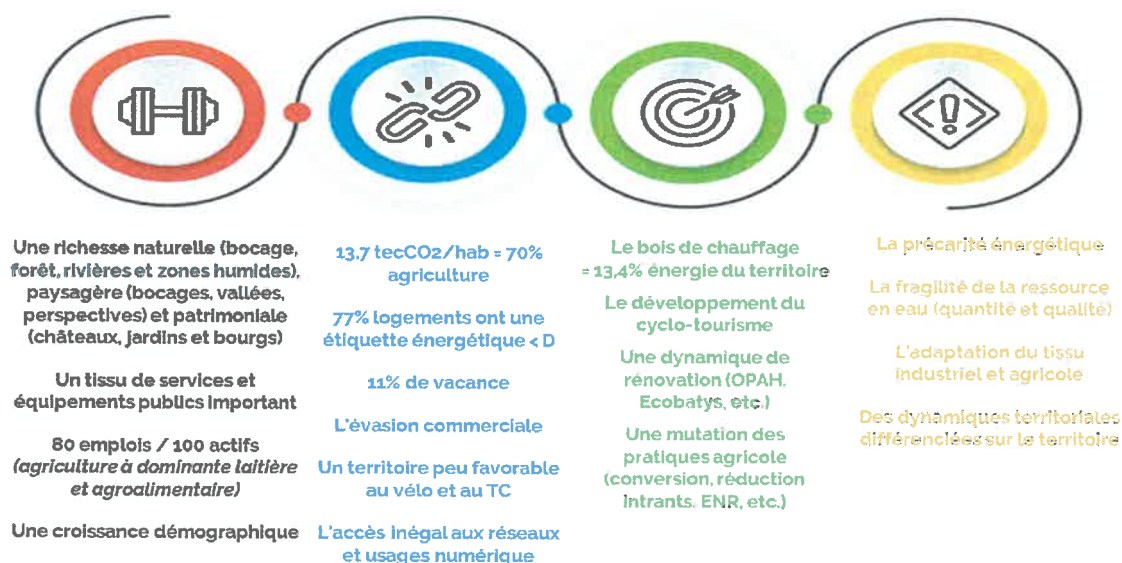 Une richesse naturelle (bocage,
forêt, rivières et zones humides),
paysagère (bocages, vallées,
perspectives) et patrimoniale
(châteaux, jardins et bourgs)
Un tissu de services et
équipements publics important
80 emplois / 100 actifs
(agriculture à dominante laitière
et agroalimentaire)
Une croissance démographique
13,7 tecCO2/hab = 70%
agriculture
77% logements ont une
étiquette énergétique < D
11% de vacance
L'évasion commerciale
Un territoire peu favorable
au vélo et au TC
L'accès inégal aux réseaux
et usages numérique
Le bois de chauffage
= 13,4% énergie du territoire
Le développement du
cyclo-tourisme
Une dynamique de
rénovation (OPAH,
Ecobatys, etc.)
Une mutation des
pratiques agricole
(conversion, réduction
intrants, ENR, etc.)
La précarité énergétique
La fragilité de la ressource
en eau (quantité et qualité)
L'adaptation du tissu
industriel et agricole
Des dynamiques territoriales
différenciées sur le territoire